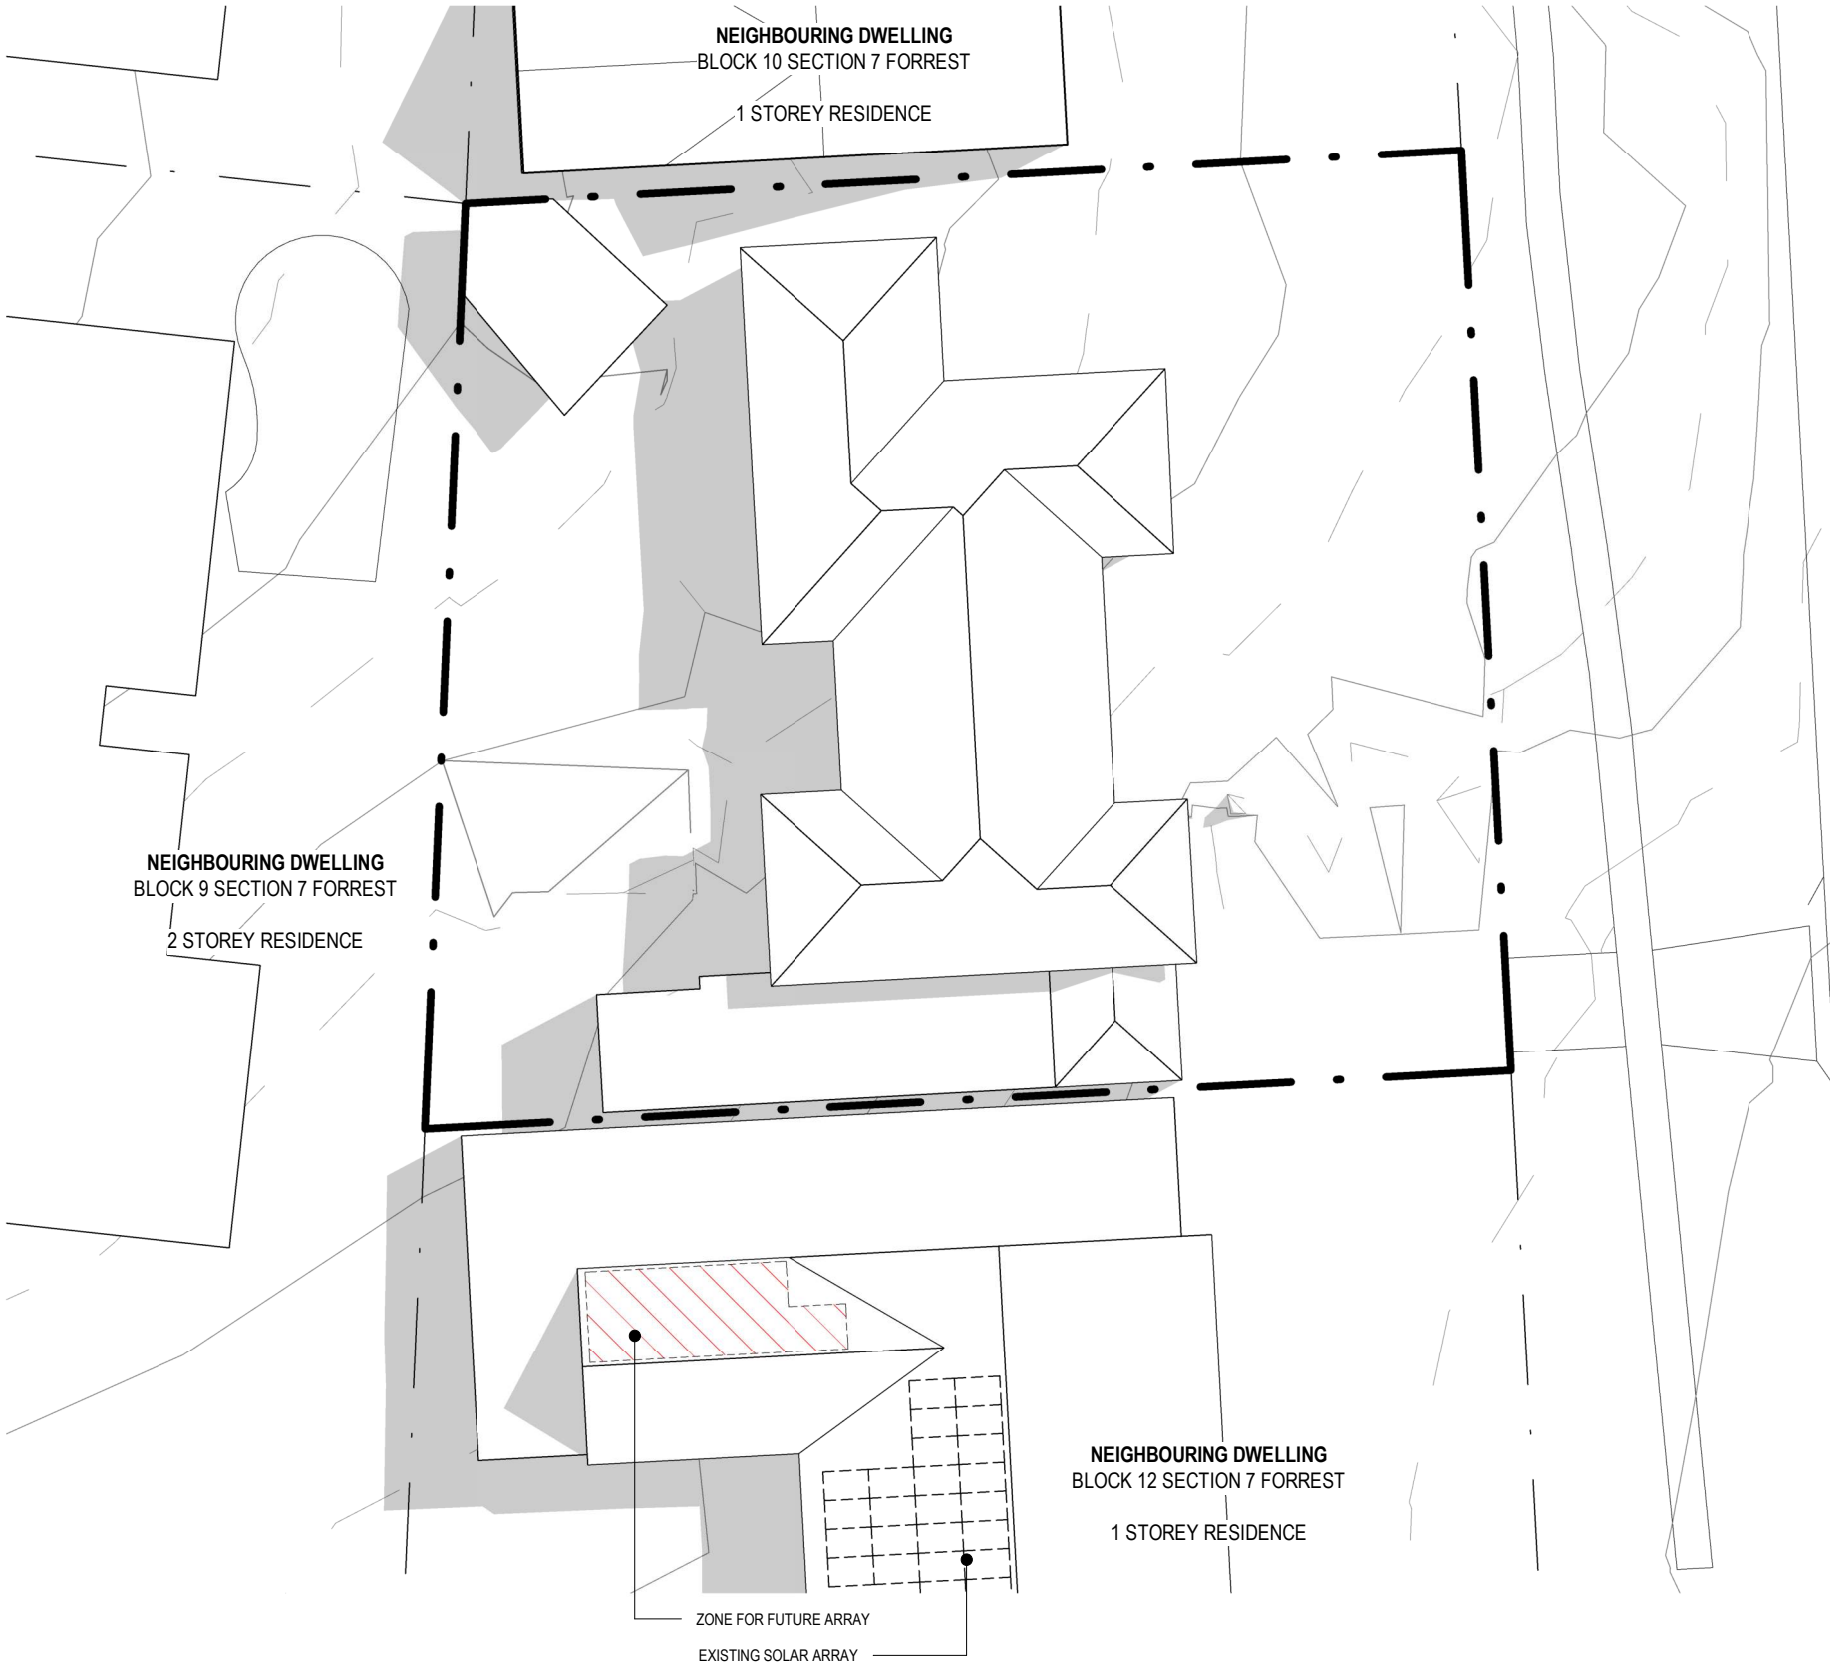 NEIGHBOURING DWELLING
BLOCK 10 SECTION 7 FORREST
1 STOREY RESIDENCE
NEIGHBOURING DWELLING
BLOCK 9 SECTION 7 FORREST
2 STOREY RESIDENCE
NEIGHBOURING DWELLING
BLOCK 12 SECTION 7 FORREST
1 STOREY RESIDENCE
ZONE FOR FUTURE ARRAY
EXISTING SOLAR ARRAY